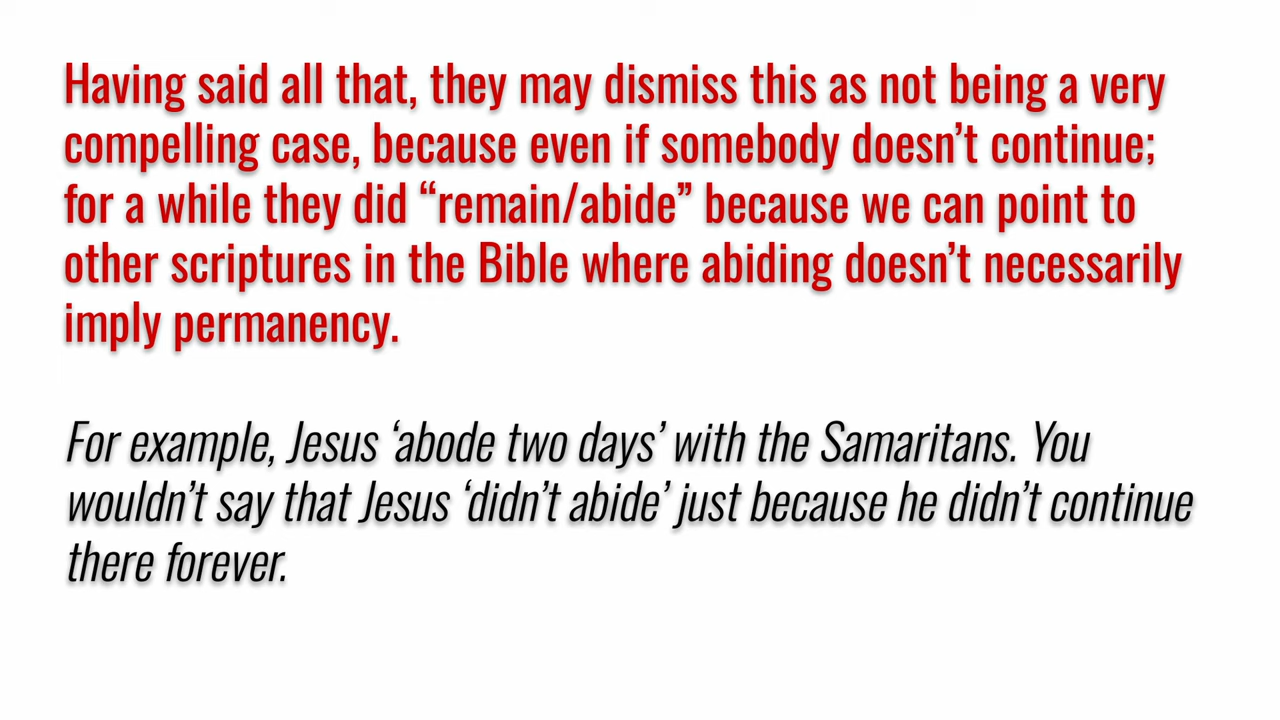 Having said all that, they may dismiss this as not being a very
compelling case, because even if somebody doesn’t continue;
for a while they did “remain/abide” because we can point to
other scriptures in the Bible where abiding doesn’t necessarily
imply permanency.
For example, Jesus ‘abode two days’ with the Samaritans. You
wouldn’t say that Jesus ‘didn’t abide’ just because he didn’t continue
there forever.